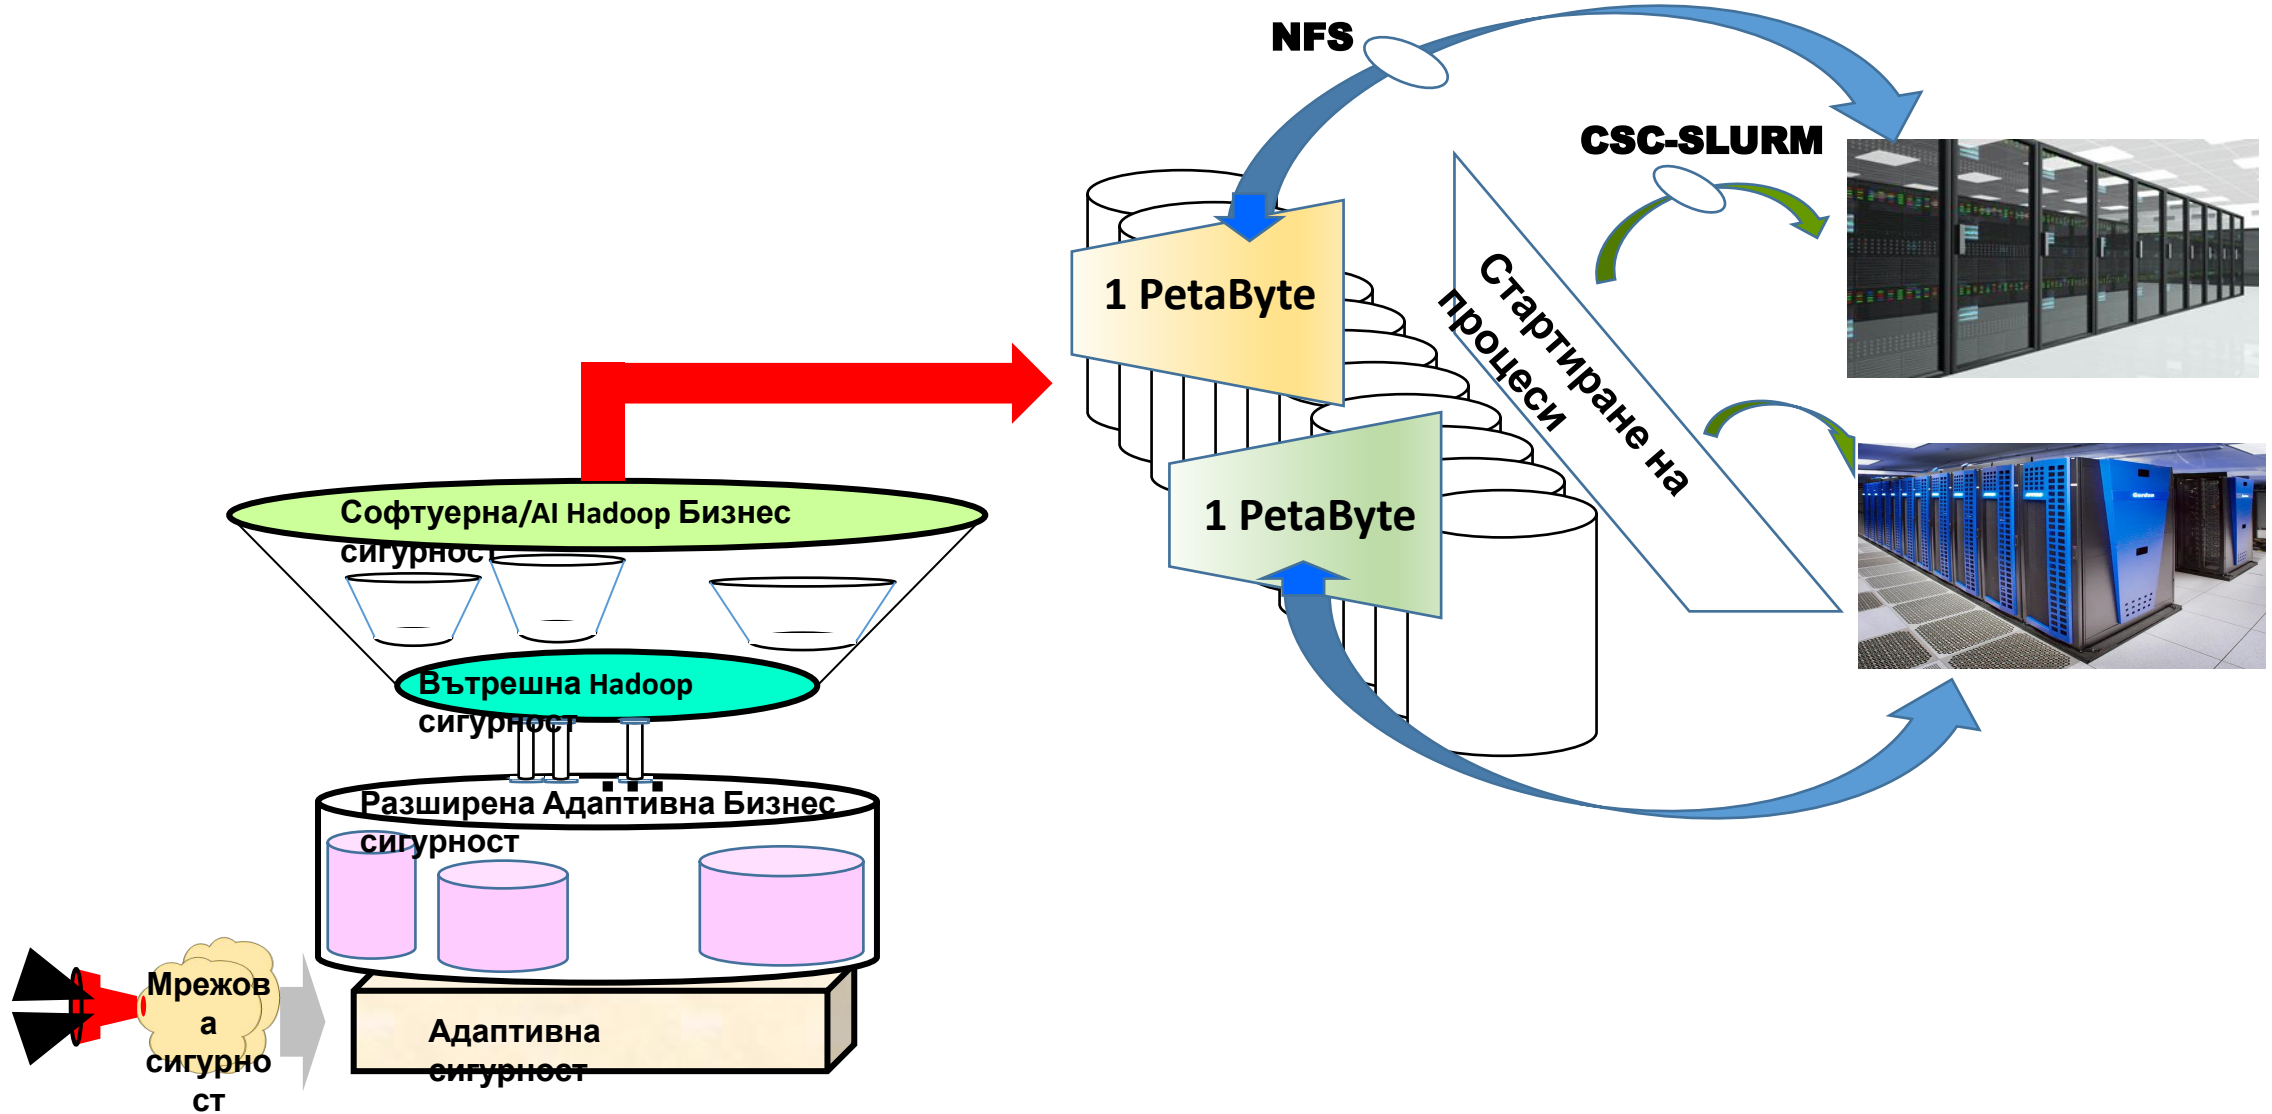 NFS
CSC-SLURM
1 PetaByte
Стартиране на
процеси
1 PetaByte
Gordon
Софтуерна/AI Hadoop Бизнес
сигурност
Вътрешна Hadoop
сигурност
...
Разширена Адаптивна Бизнес
сигурност
Мрежов
а
сигурно
ст
Адаптивна
сигурност